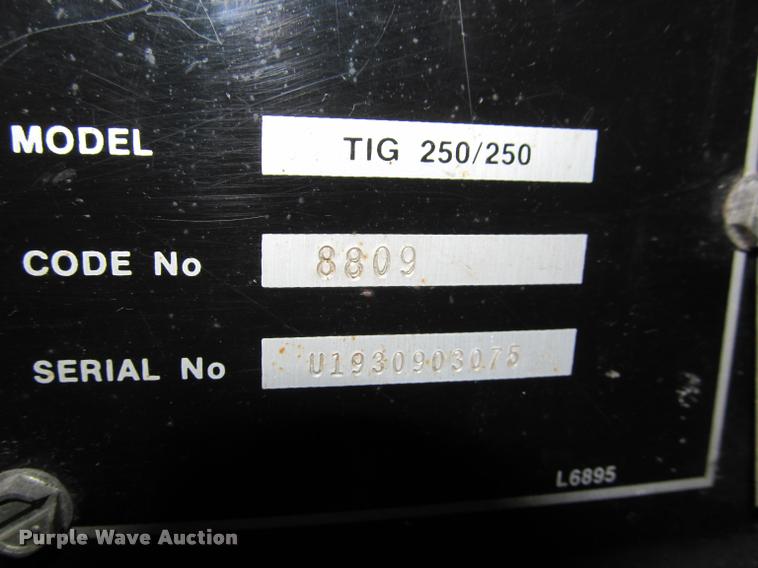 MODEL TIG 250/250
CODE No 8809
SERIAL No U1930903075
L6895
Purple Wave Auction